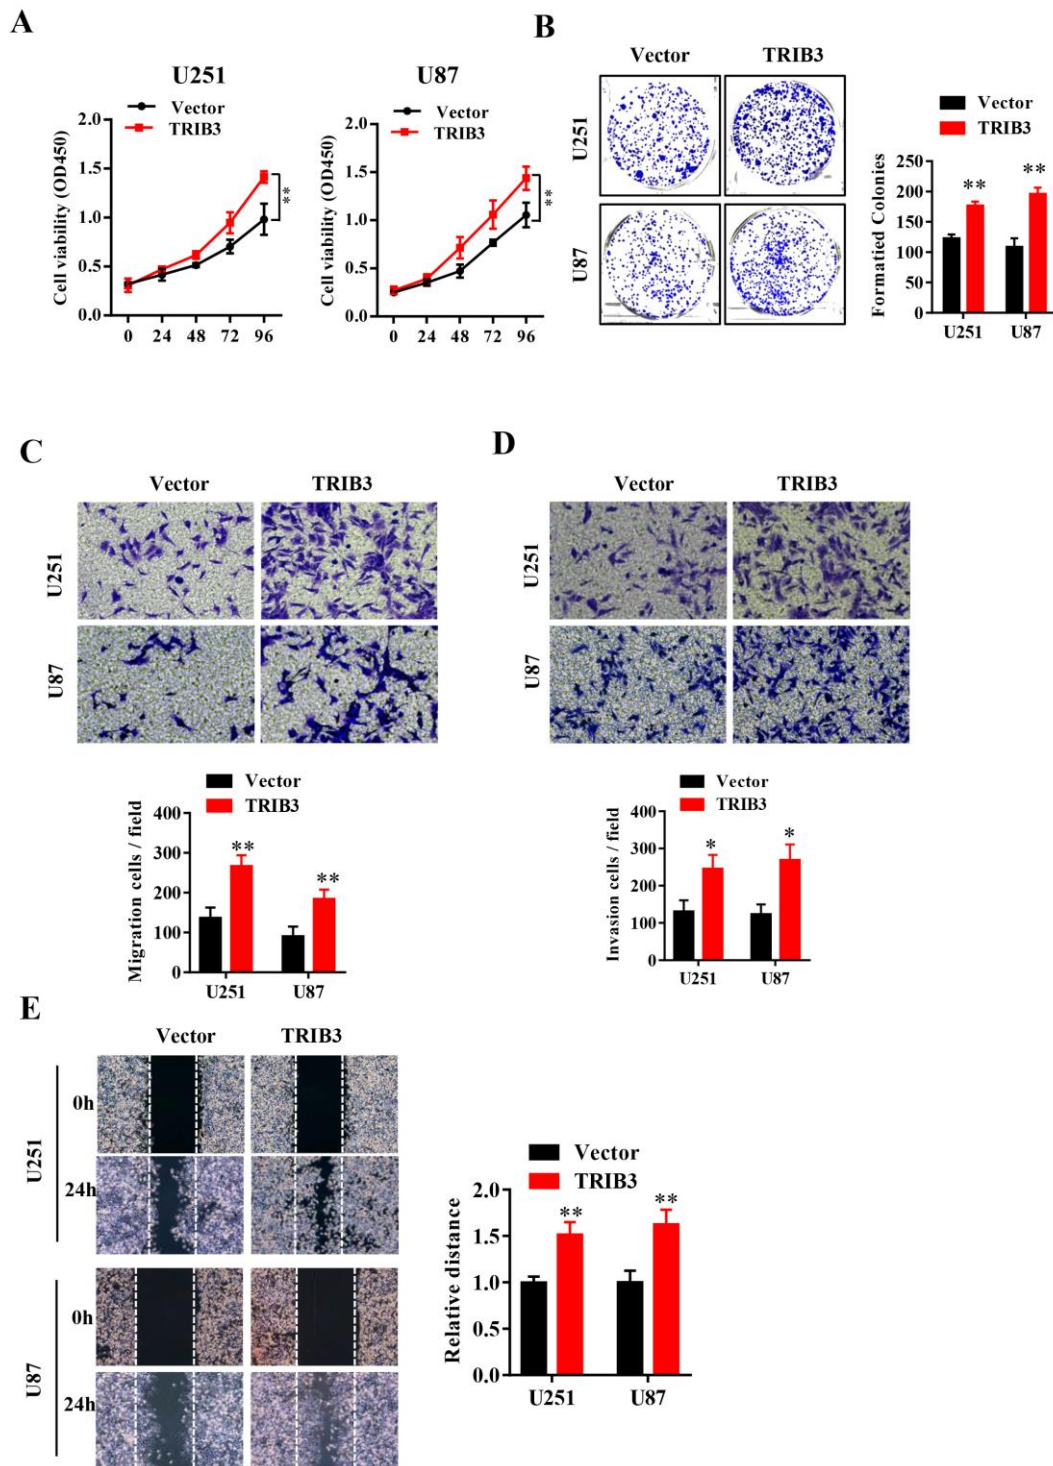 A
U251
Vector
TRIB3
Cell viability (OD450)
2.0
1.5
1.0
0.5
0.0
0 24 48 72 96
**
U87
Vector
TRIB3
Cell viability (OD450)
2.0
1.5
1.0
0.5
0.0
0 24 48 72 96
**
B
Vector TRIB3
U251
U87
Vector
TRIB3
Formatied Colonies
250
200
150
100
50
0
** **
U251 U87
C
Vector TRIB3
U251
U87
Vector
TRIB3
Migration cells / field
400
300
200
100
0
** **
U251 U87
D
Vector TRIB3
U251
U87
Vector
TRIB3
Invasion cells / field
400
300
200
100
0
* *
U251 U87
E
Vector TRIB3
U251
0h
24h
U87
0h
24h
Vector
TRIB3
Relative distance
2.0
1.5
1.0
0.5
0.0
** **
U251 U87